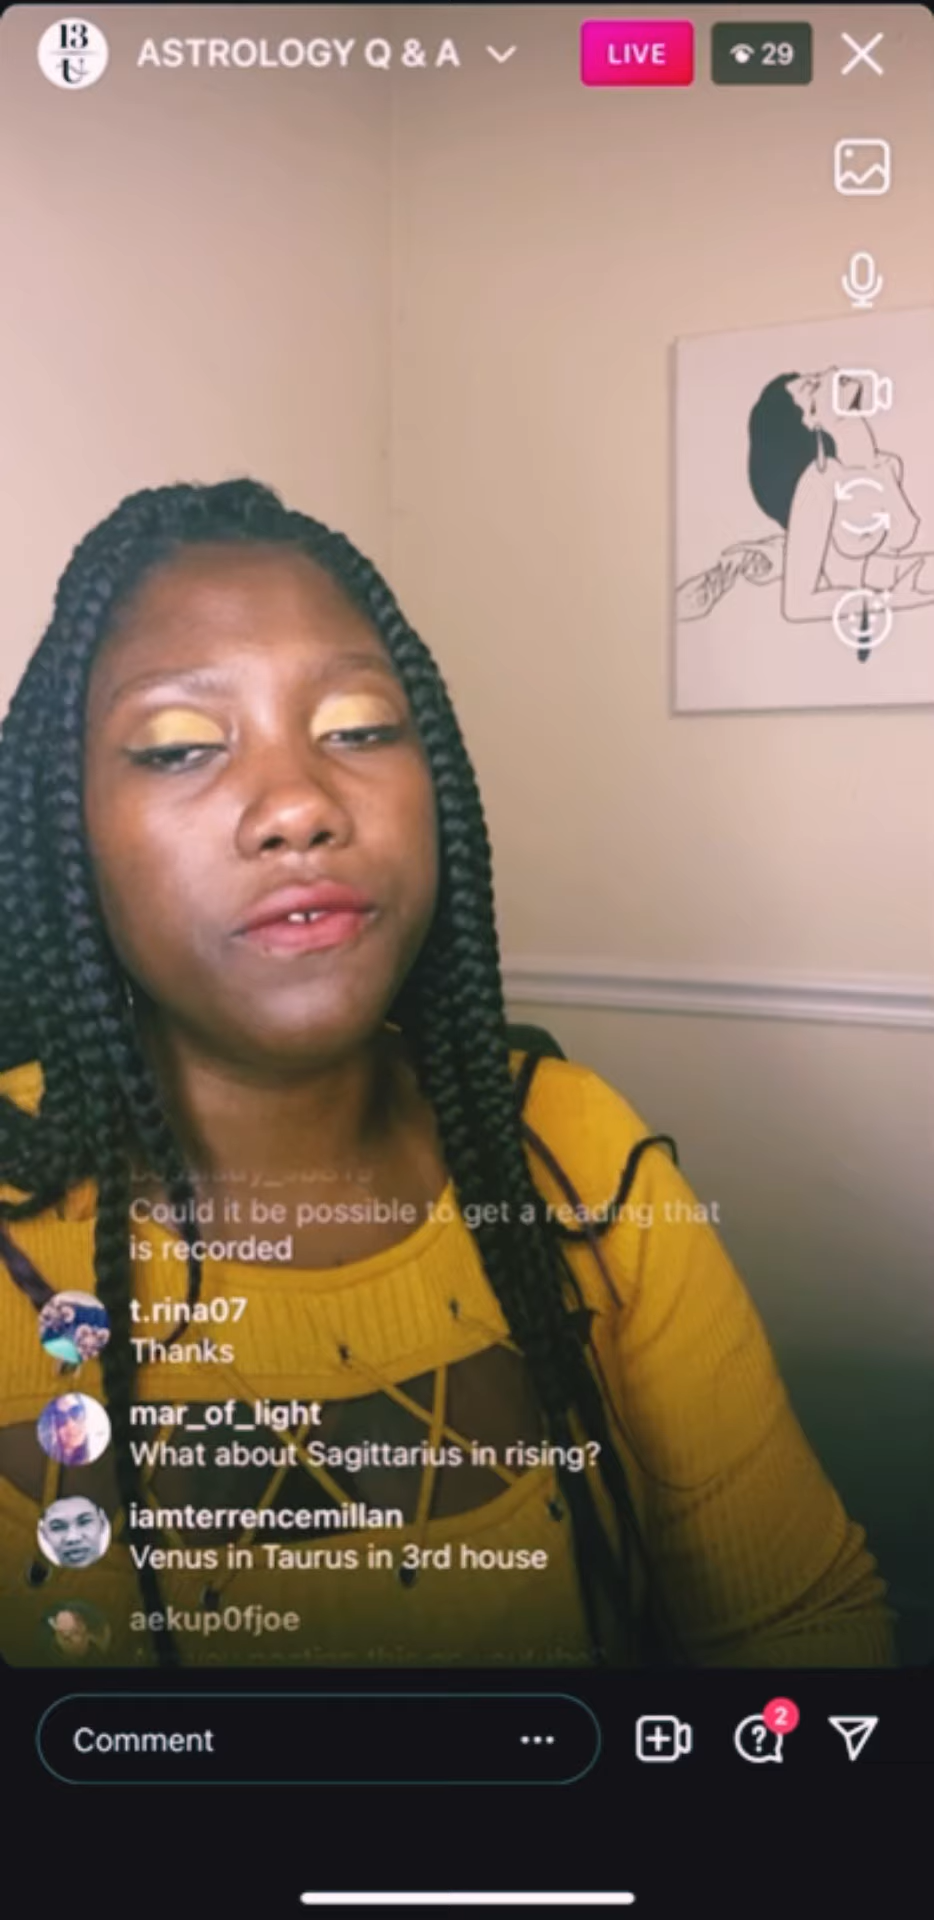 13
U
ASTROLOGY Q & A
LIVE
29
Could it be possible to get a reading that
is recorded
t.rina07
Thanks
mar_of_light
What about Sagittarius in rising?
iamterrencemillan
Venus in Taurus in 3rd house
aekup0fjoe
Comment
2